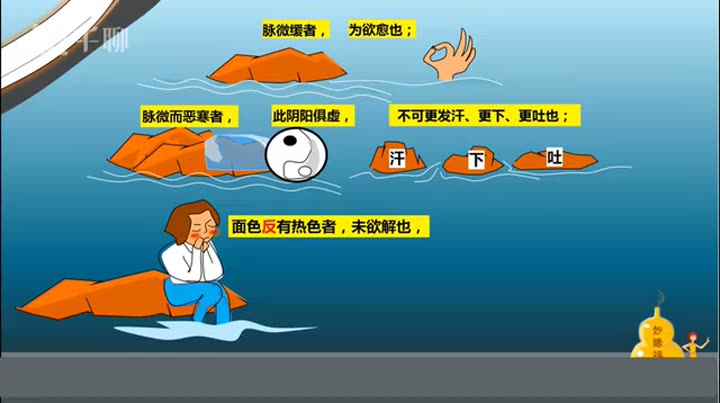 千聊
脉微缓者， 为欲愈也；
脉微而恶寒者， 此阴阳俱虚， 不可更发汗、更下、更吐也；
汗 下 吐
面色反有热色者，未欲解也，